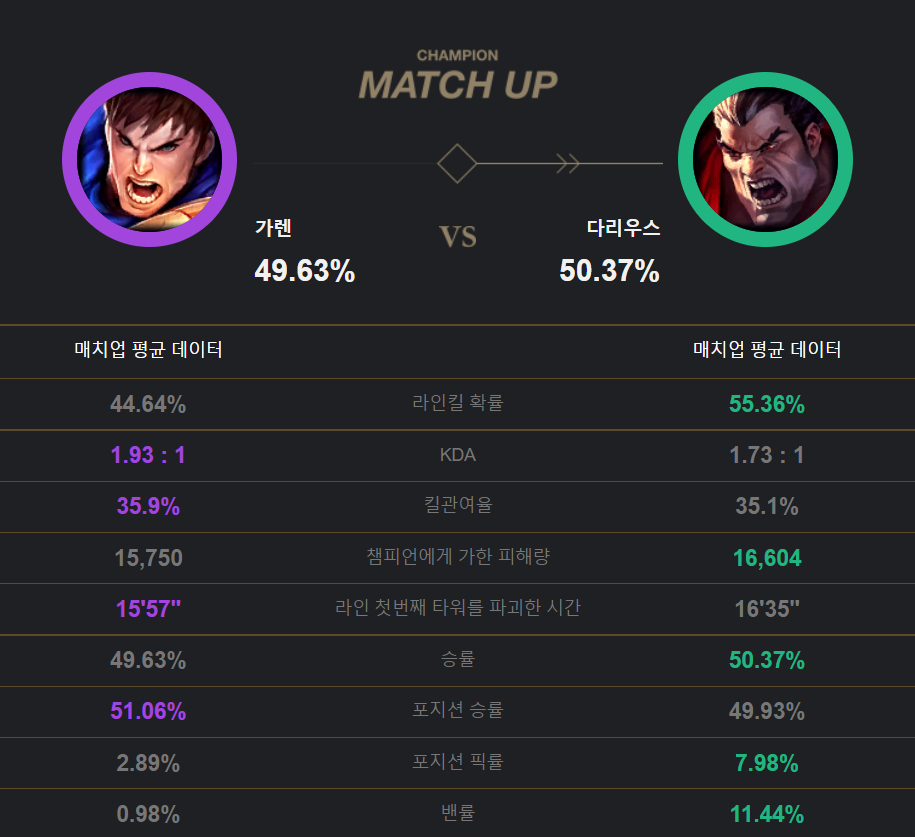 CHAMPION
MATCH UP
가렌 VS 다리우스
49.63% 50.37%
매치업 평균 데이터 매치업 평균 데이터
44.64% 라인킬 확률 55.36%
1.93 : 1 KDA 1.73 : 1
35.9% 킬관여율 35.1%
15,750 챔피언에게 가한 피해량 16,604
15'57" 라인 첫번째 타워를 파괴한 시간 16'35"
49.63% 승률 50.37%
51.06% 포지션 승률 49.93%
2.89% 포지션 픽률 7.98%
0.98% 밴률 11.44%